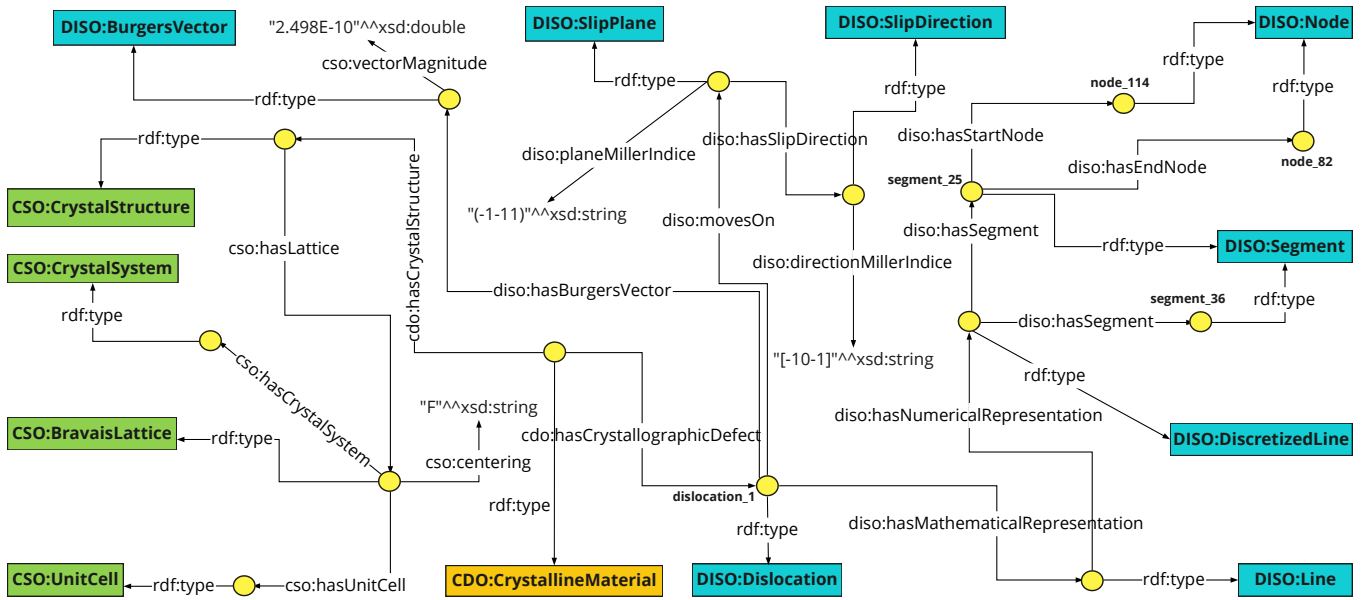 DISO:BurgersVector
"2.498E-10"^^xsd:double
DISO:SlipPlane
DISO:SlipDirection
DISO:Node
cso:vectorMagnitude
rdf:type
rdf:type
rdf:type
rdf:type
rdf:type
node_114
rdf:type
rdf:type
diso:hasSlipDirection
diso:hasStartNode
diso:planeMillerIndice
diso:hasEndNode
node_82
segment_25
CSO:CrystalStructure
"(-1-11)"^^xsd:string
diso:movesOn
diso:hasSegment
cdo:hasCrystalStructure
cso:hasLattice
rdf:type
DISO:Segment
CSO:CrystalSystem
diso:directionMillerIndice
diso:hasBurgersVector
segment_36
rdf:type
rdf:type
diso:hasSegment
cso:hasCrystalSystem
"[-10-1]"^^xsd:string
rdf:type
"F"^^xsd:string
diso:hasNumericalRepresentation
CSO:BravaisLattice
rdf:type
cdo:hasCrystallographicDefect
DISO:DiscretizedLine
cso:centering
dislocation_1
rdf:type
rdf:type
diso:hasMathematicalRepresentation
CSO:UnitCell
rdf:type
cso:hasUnitCell
CDO:CrystallineMaterial
DISO:Dislocation
rdf:type
DISO:Line